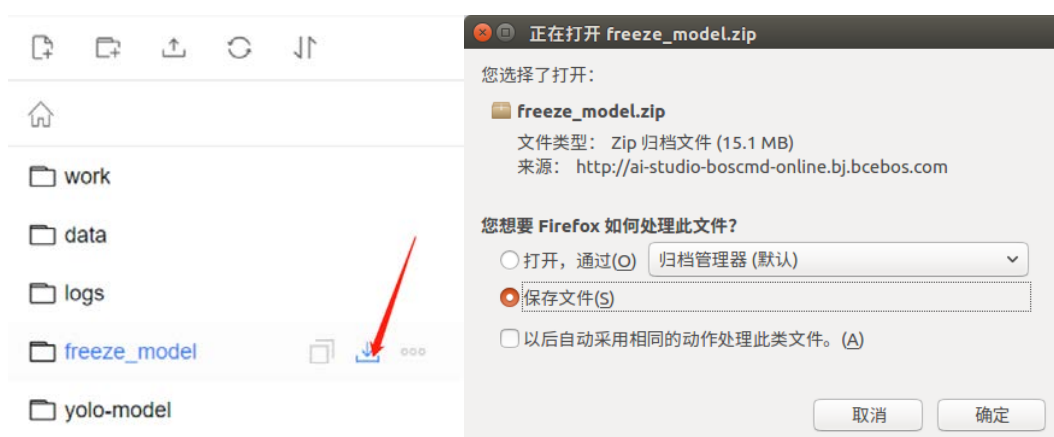 work
data
logs
freeze_model
yolo-model
正在打开 freeze_model.zip
您选择了打开：
freeze_model.zip
文件类型： Zip 归档文件 (15.1 MB)
来源： http://ai-studio-boscmd-online.bj.bcebos.com
您想要 Firefox 如何处理此文件？
打开，通过(O) 归档管理器 (默认)
保存文件(S)
以后自动采用相同的动作处理此类文件。(A)
取消 确定